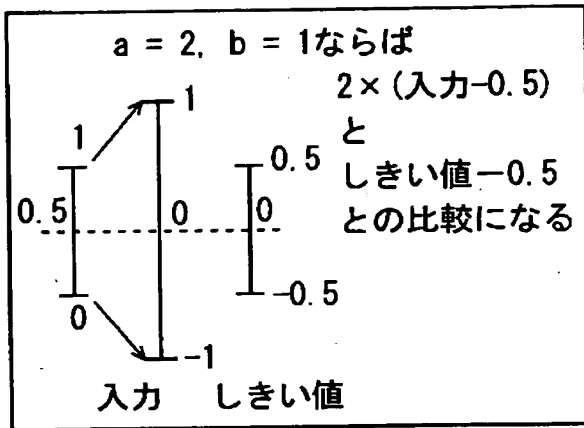 a = 2, b = 1ならば
2×(入力-0.5)
と
しきい値-0.5
との比較になる
1
1
0.5
0.5
0
0
0
-0.5
-1
入力
しきい値